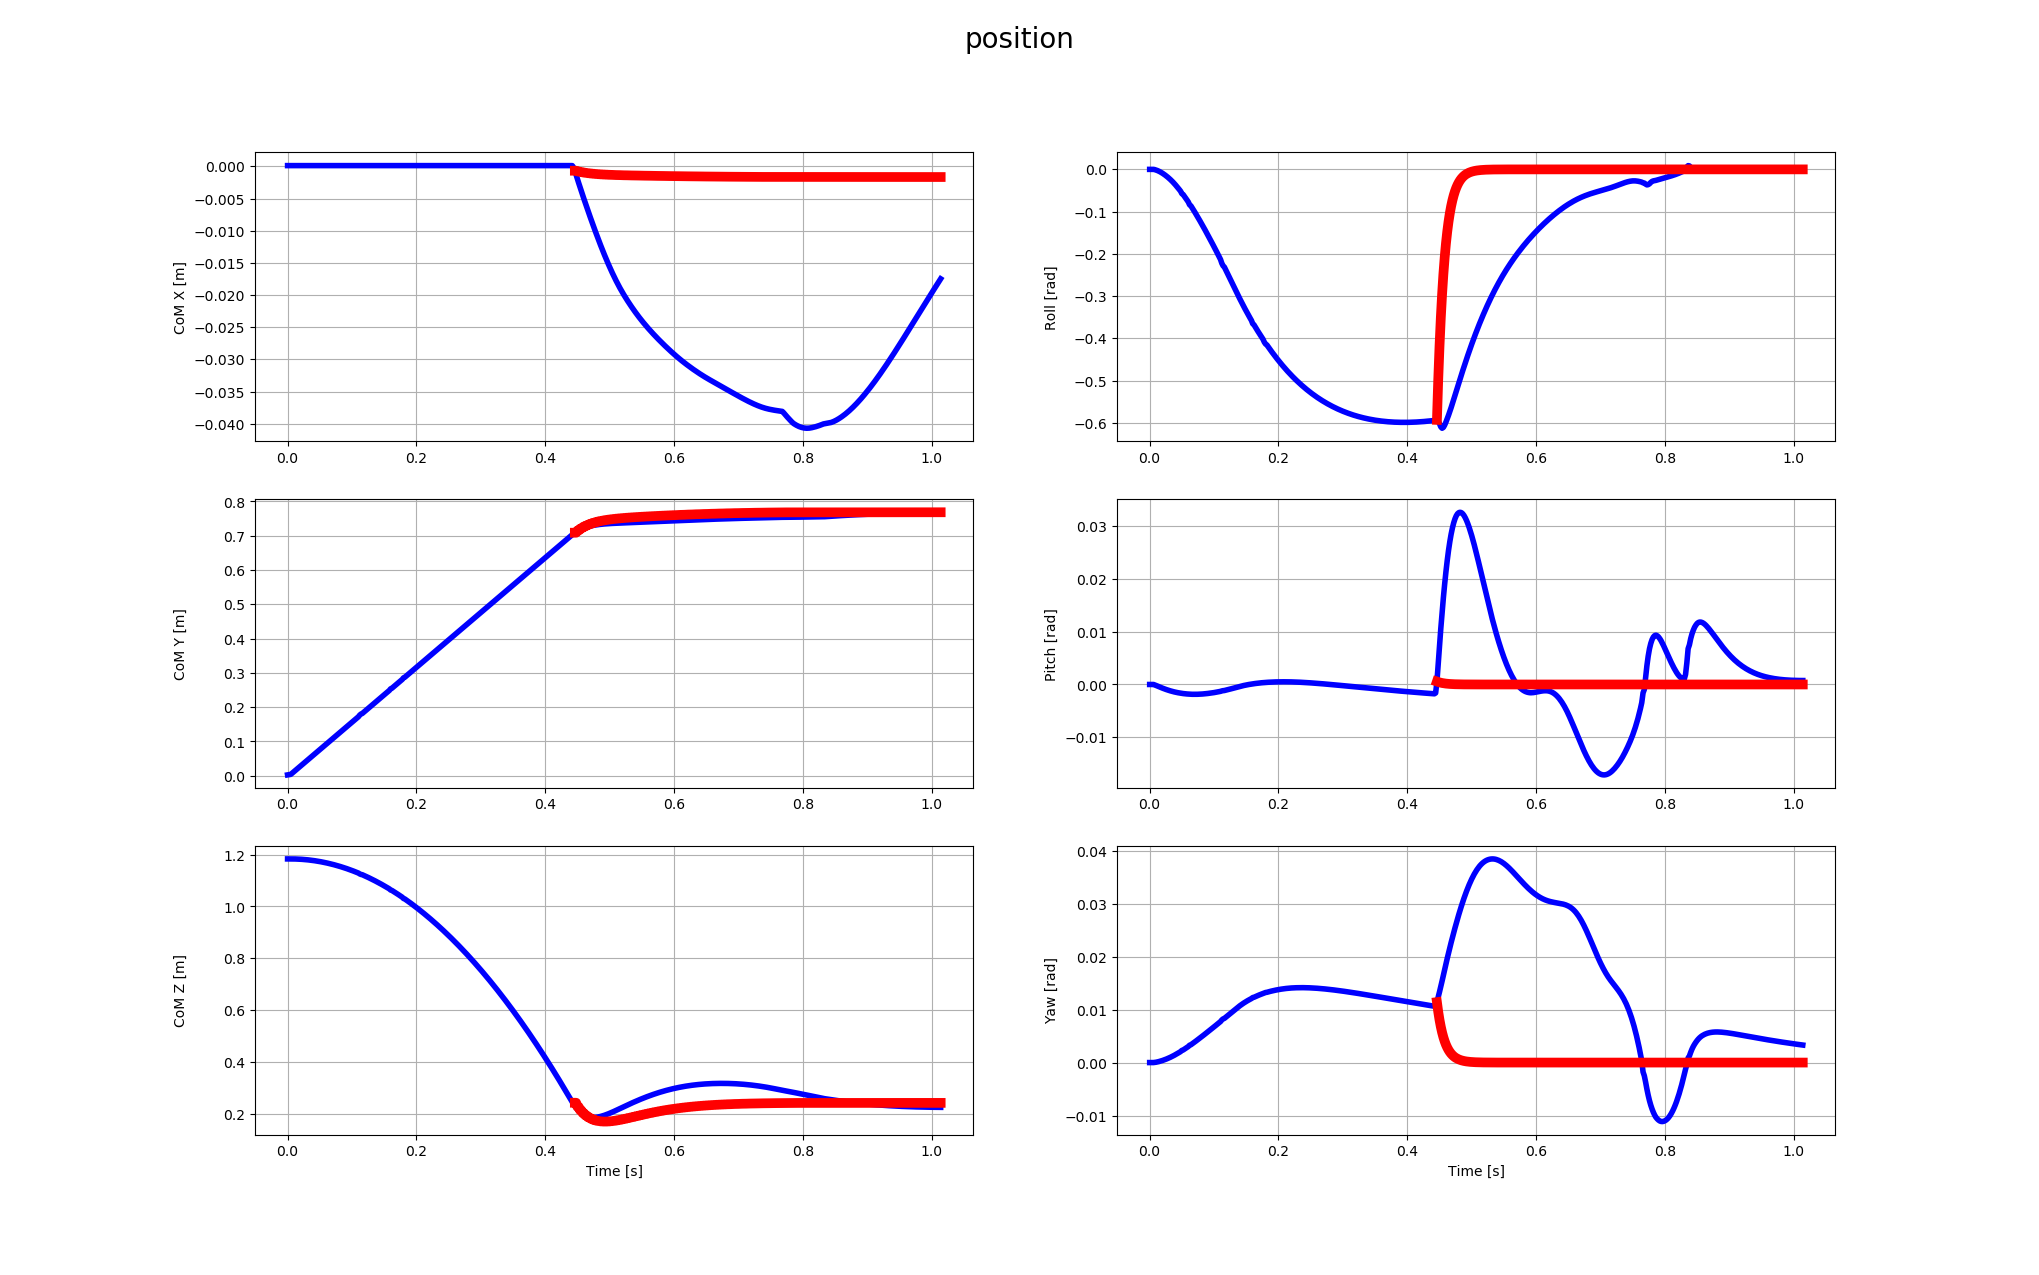 position
CoM X [m]
0.000
−0.005
−0.010
−0.015
−0.020
−0.025
−0.030
−0.035
−0.040
0.0 0.2 0.4 0.6 0.8 1.0
Roll [rad]
0.0
−0.1
−0.2
−0.3
−0.4
−0.5
−0.6
0.0 0.2 0.4 0.6 0.8 1.0
CoM Y [m]
0.8
0.7
0.6
0.5
0.4
0.3
0.2
0.1
0.0
0.0 0.2 0.4 0.6 0.8 1.0
Pitch [rad]
0.03
0.02
0.01
0.00
−0.01
0.0 0.2 0.4 0.6 0.8 1.0
CoM Z [m]
1.2
1.0
0.8
0.6
0.4
0.2
0.0 0.2 0.4 0.6 0.8 1.0
Time [s]
Yaw [rad]
0.04
0.03
0.02
0.01
0.00
−0.01
0.0 0.2 0.4 0.6 0.8 1.0
Time [s]